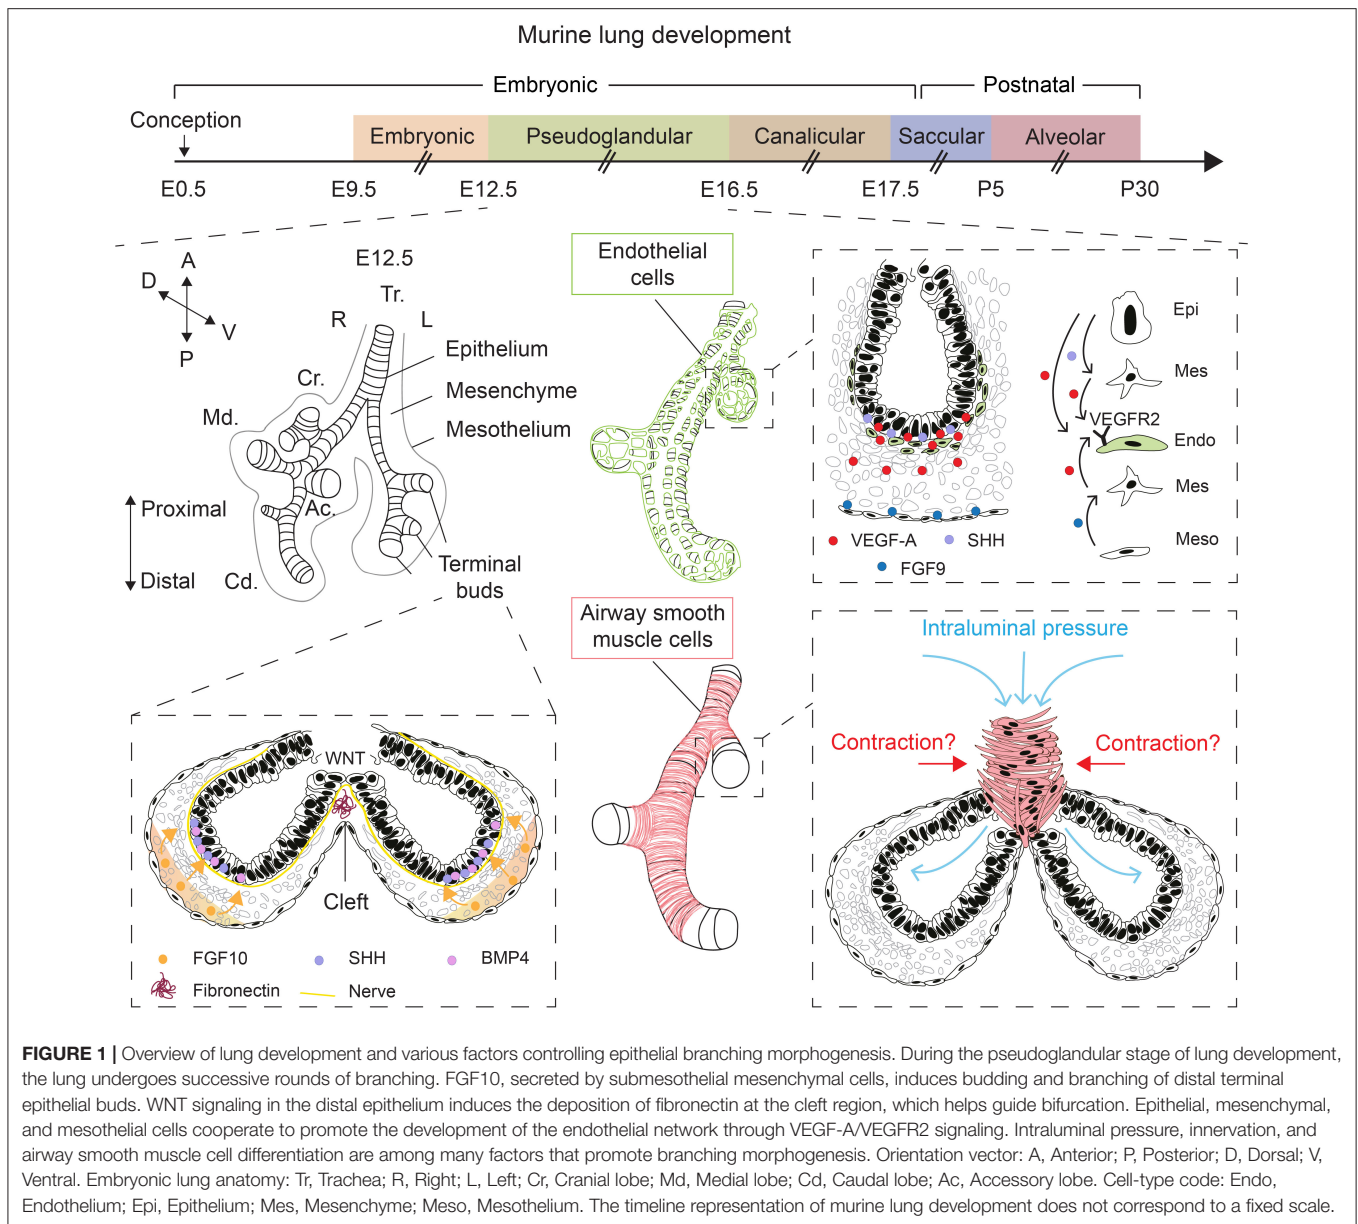 Murine lung development
Embryonic
Postnatal
Conception
Embryonic
Pseudoglandular
Canalicular
Saccular
Alveolar
E0.5
E9.5
E12.5
E16.5
E17.5
P5
P30
A
D
V
P
E12.5
Tr.
R
L
Epithelium
Cr.
Mesenchyme
Md.
Mesothelium
Proximal
Ac.
Distal
Cd.
Terminal
buds
Endothelial
cells
Epi
Mes
VEGFR2
Endo
Mes
Meso
VEGF-A
SHH
FGF9
Airway smooth
muscle cells
Intraluminal pressure
Contraction?
Contraction?
WNT
Cleft
FGF10
SHH
BMP4
Fibronectin
Nerve
FIGURE 1 | Overview of lung development and various factors controlling epithelial branching morphogenesis. During the pseudoglandular stage of lung development,
the lung undergoes successive rounds of branching. FGF10, secreted by submesothelial mesenchymal cells, induces budding and branching of distal terminal
epithelial buds. WNT signaling in the distal epithelium induces the deposition of fibronectin at the cleft region, which helps guide bifurcation. Epithelial, mesenchymal,
and mesothelial cells cooperate to promote the development of the endothelial network through VEGF-A/VEGFR2 signaling. Intraluminal pressure, innervation, and
airway smooth muscle cell differentiation are among many factors that promote branching morphogenesis. Orientation vector: A, Anterior; P, Posterior; D, Dorsal; V,
Ventral. Embryonic lung anatomy: Tr, Trachea; R, Right; L, Left; Cr, Cranial lobe; Md, Medial lobe; Cd, Caudal lobe; Ac, Accessory lobe. Cell-type code: Endo,
Endothelium; Epi, Epithelium; Mes, Mesenchyme; Meso, Mesothelium. The timeline representation of murine lung development does not correspond to a fixed scale.